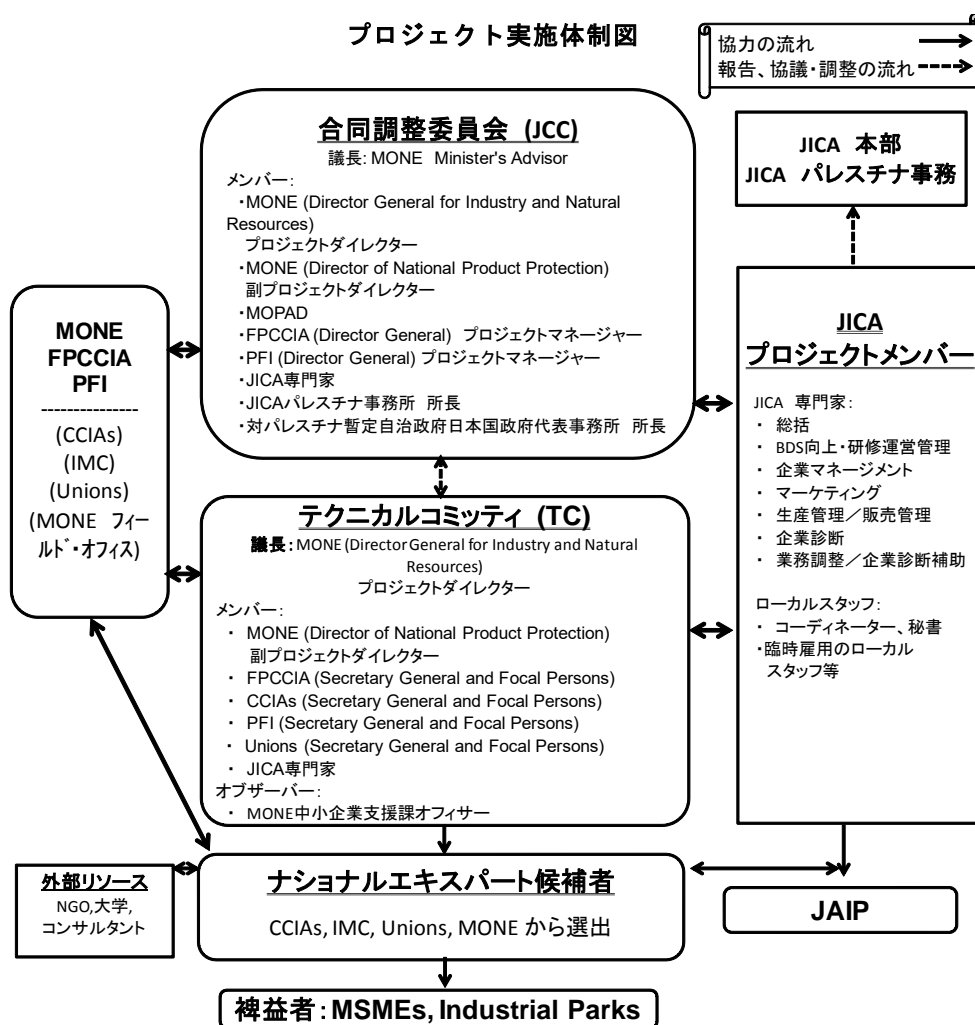 プロジェクト実施体制図
協力の流れ
報告、協議・調整の流れ
合同調整委員会 (JCC)
議長: MONE Minister's Advisor
メンバー:
・MONE (Director General for Industry and Natural
Resources)
プロジェクトダイレクター
・MONE (Director of National Product Protection)
副プロジェクトダイレクター
・MOPAD
・FPCCIA (Director General) プロジェクトマネージャー
・PFI (Director General) プロジェクトマネージャー
・JICA専門家
・JICAパレスチナ事務所 所長
・対パレスチナ暫定自治政府日本国政府代表事務所 所長
JICA 本部
JICA パレスチナ事務
MONE
FPCCIA
PFI
---------------
(CCIAs)
(IMC)
(Unions)
(MONE フィー
ルド・オフィス)
JICA
プロジェクトメンバー
JICA 専門家:
・ 総括
・ BDS向上・研修運営管理
・ 企業マネージメント
・ マーケティング
・ 生産管理／販売管理
・ 企業診断
・ 業務調整／企業診断補助
ローカルスタッフ:
・ コーディネーター、秘書
・臨時雇用のローカル
スタッフ等
テクニカルコミッティ (TC)
議長: MONE (Director General for Industry and Natural
Resources)
プロジェクトダイレクター
メンバー:
・ MONE (Director of National Product Protection)
副プロジェクトダイレクター
・ FPCCIA (Secretary General and Focal Persons)
・ CCIAs (Secretary General and Focal Persons)
・ PFI (Secretary General and Focal Persons)
・ Unions (Secretary General and Focal Persons)
・ JICA専門家
オブザーバー:
・ MONE中小企業支援課オフィサー
外部リソース
NGO,大学,
コンサルタント
ナショナルエキスパート候補者
CCIAs, IMC, Unions, MONE から選出
JAIP
裨益者: MSMEs, Industrial Parks